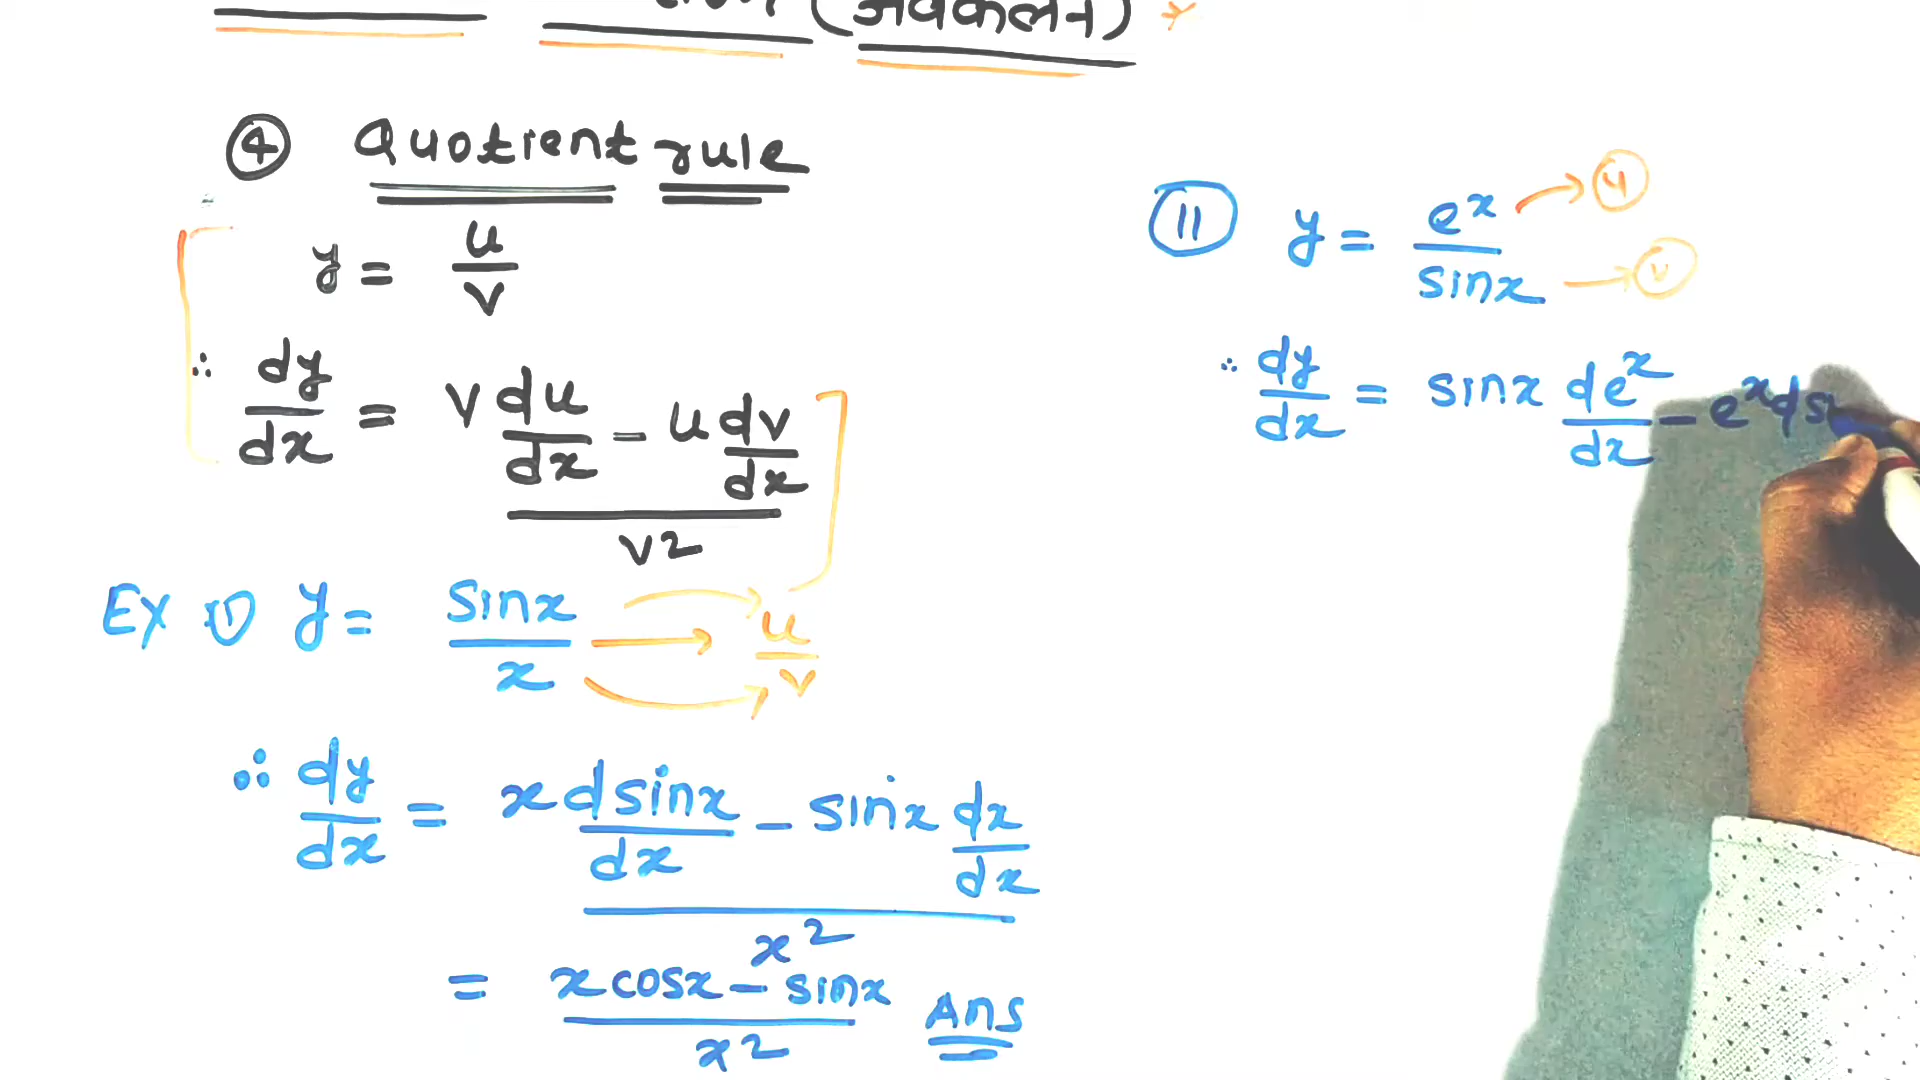 (अवकलन)
④ Quotient rule
y = u/v
∴ dy/dx = v du/dx - u dv/dx
v2
EX ① y = sinx/x → u/v
∴ dy/dx = x dsinx/dx - sinx dx/dx
x2
= x cosx - sinx Ans
x2
⑪ y = e^x/sinx → u → v
∴ dy/dx = sinx de^x/dx - e^x d